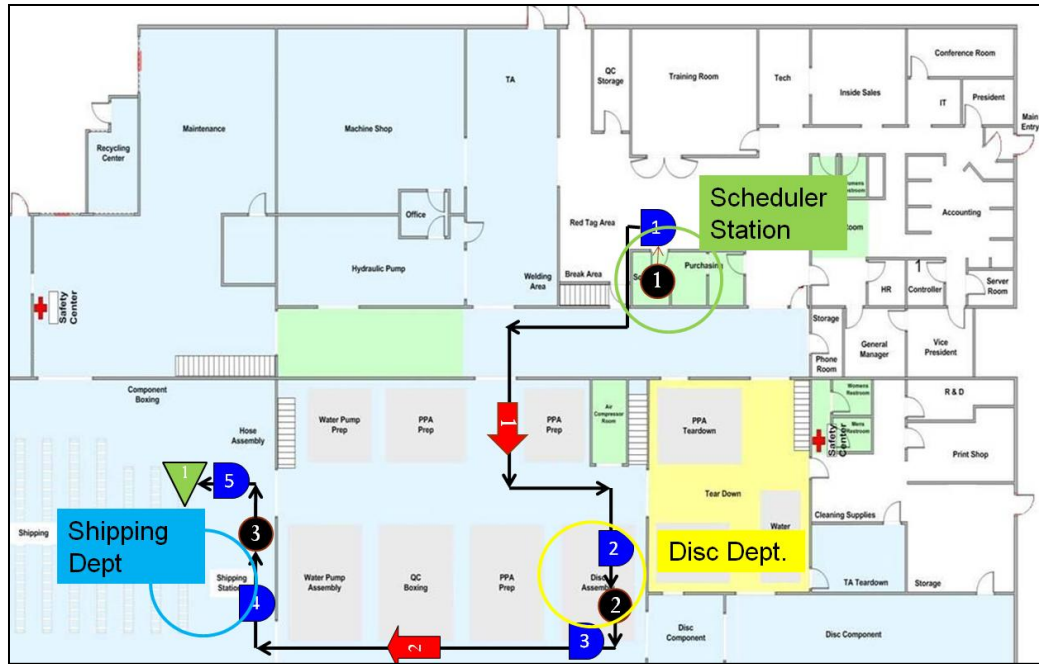 Conference Room
QC
Storage
Training Room
Tech
Inside Sales
IT
President
Main
Entry
TA
Maintenance
Machine Shop
Recycling
Center
Office
Womens
Restroom
Accounting
Scheduler
Station
Red Tag Area
1
Purchasing
1
Hydraulic Pump
Welding
Area
Break Area
HR
1
Controller
Server
Room
Safety
Center
Storage
Phone
Room
General
Manager
Vice
President
Component
Boxing
Hose
Assembly
Water Pump
Prep
PPA
Prep
1
PPA
Prep
Air
Compressor
Room
PPA
Teardown
Womens
Restroom
Mens
Restroom
Safety
Center
R & D
Print Shop
1
5
Tear Down
Water
Cleaning Supplies
Shipping
3
Shipping
Dept
Shipping
Station
4
Water Pump
Assembly
QC
Boxing
PPA
Prep
2
Disc
2
3
Disc Dept.
TA Teardown
Storage
2
Disc
Component
Disc Component